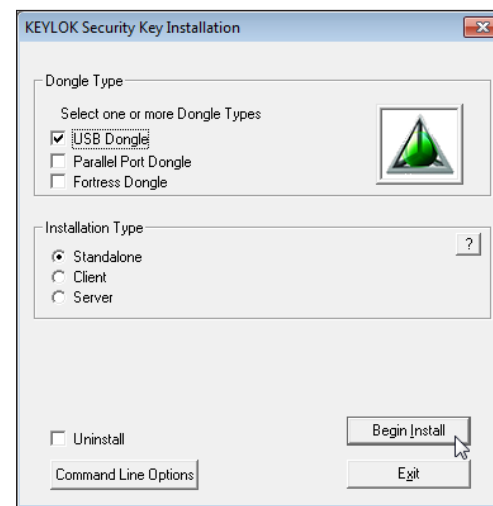 KEYLOK Security Key Installation
Dongle Type
Select one or more Dongle Types
USB Dongle
Parallel Port Dongle
Fortress Dongle
Installation Type
?
Standalone
Client
Server
Uninstall
Begin Install
Command Line Options
Exit